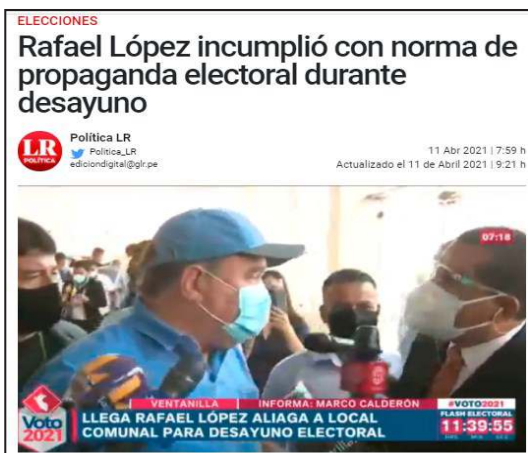 ELECCIONES
Rafael López incumplió con norma de
propaganda electoral durante
desayuno
LR
POLÍTICA
Política LR
Politica_LR
ediciondigital@glr.pe
11 Abr 2021 | 7:59 h
Actualizado el 11 de Abril 2021 | 9:21 h
07:18
VENTANILLA
INFORMA: MARCO CALDERÓN
#VOTO2021
FLASH ELECTORAL
11:39:55
Voto
2021
LLEGA RAFAEL LÓPEZ ALIAGA A LOCAL
COMUNAL PARA DESAYUNO ELECTORAL